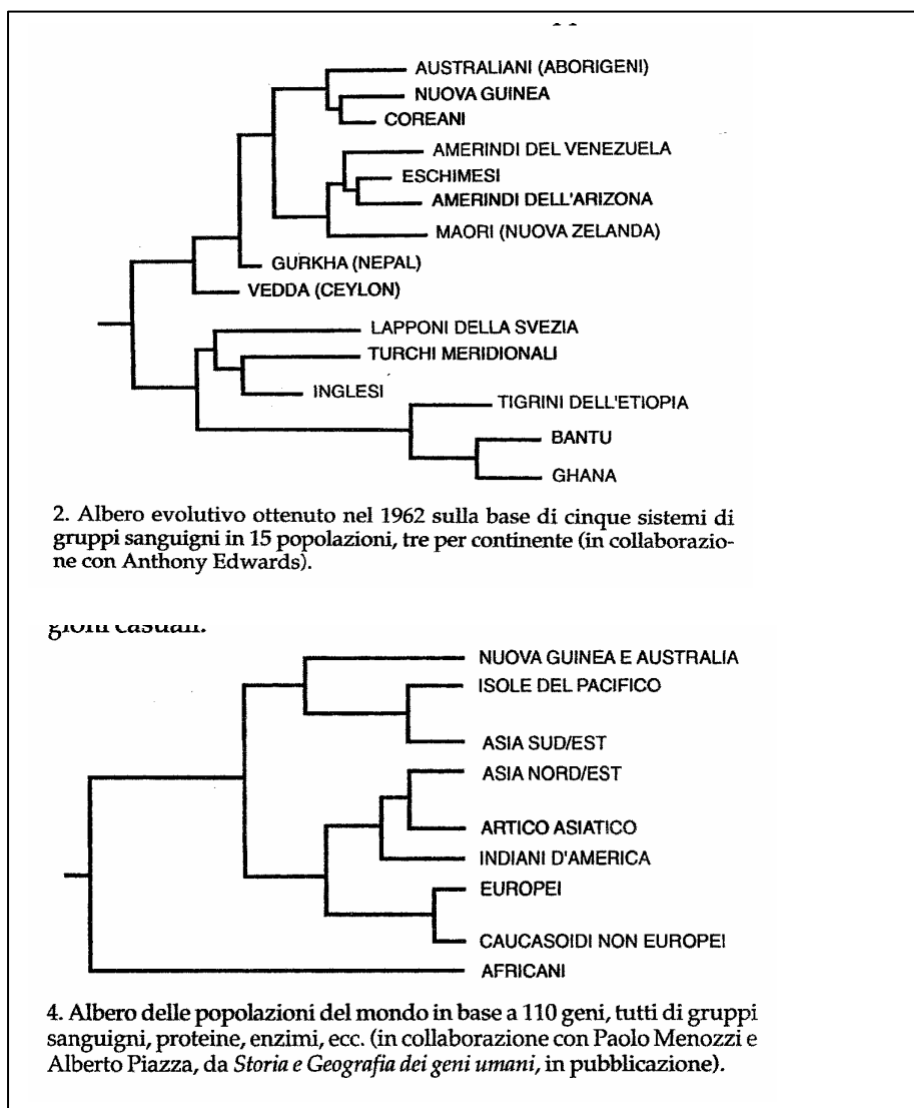 AUSTRALIANI (ABORIGENI)
NUOVA GUINEA
COREANI
AMERINDI DEL VENEZUELA
ESCHIMESI
AMERINDI DELL'ARIZONA
MAORI (NUOVA ZELANDA)
GURKHA (NEPAL)
VEDDA (CEYLON)
LAPPONI DELLA SVEZIA
TURCHI MERIDIONALI
INGLESI
TIGRINI DELL'ETIOPIA
BANTU
GHANA
2. Albero evolutivo ottenuto nel 1962 sulla base di cinque sistemi di
gruppi sanguigni in 15 popolazioni, tre per continente (in collaborazio-
ne con Anthony Edwards).
gioni casuali.
NUOVA GUINEA E AUSTRALIA
ISOLE DEL PACIFICO
ASIA SUD/EST
ASIA NORD/EST
ARTICO ASIATICO
INDIANI D'AMERICA
EUROPEI
CAUCASOIDI NON EUROPEI
AFRICANI
4. Albero delle popolazioni del mondo in base a 110 geni, tutti di gruppi
sanguigni, proteine, enzimi, ecc. (in collaborazione con Paolo Menozzi e
Alberto Piazza, da Storia e Geografia dei geni umani, in pubblicazione).